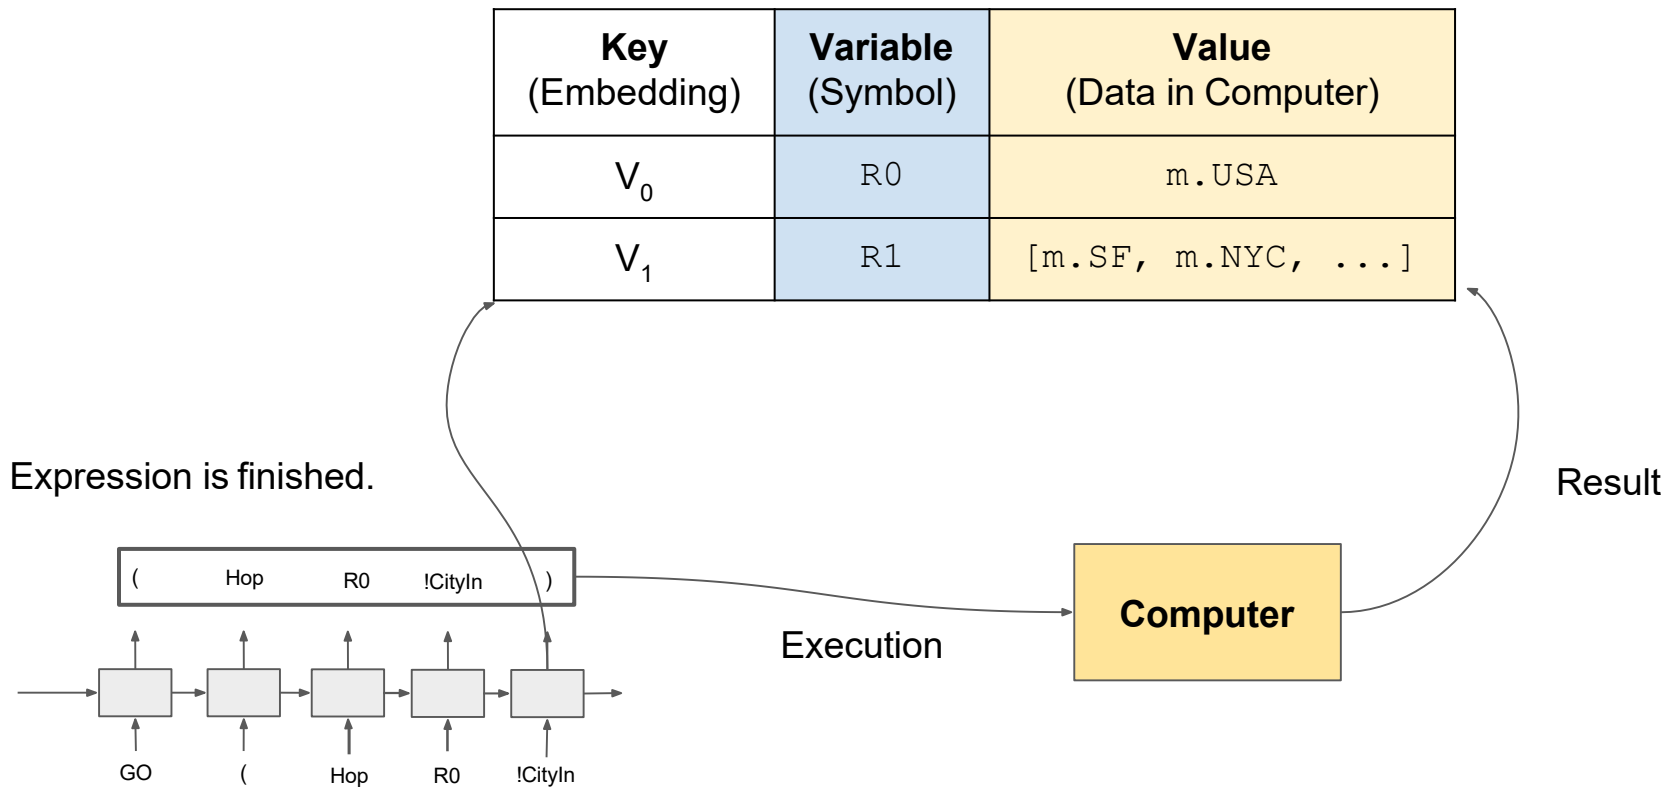 Key Variable Value
(Embedding) (Symbol) (Data in Computer)
V0 R0 m.USA
V1 R1 [m.SF, m.NYC, ...]
Expression is finished.
Result
( Hop R0 !CityIn )
Computer
Execution
GO ( Hop R0 !CityIn